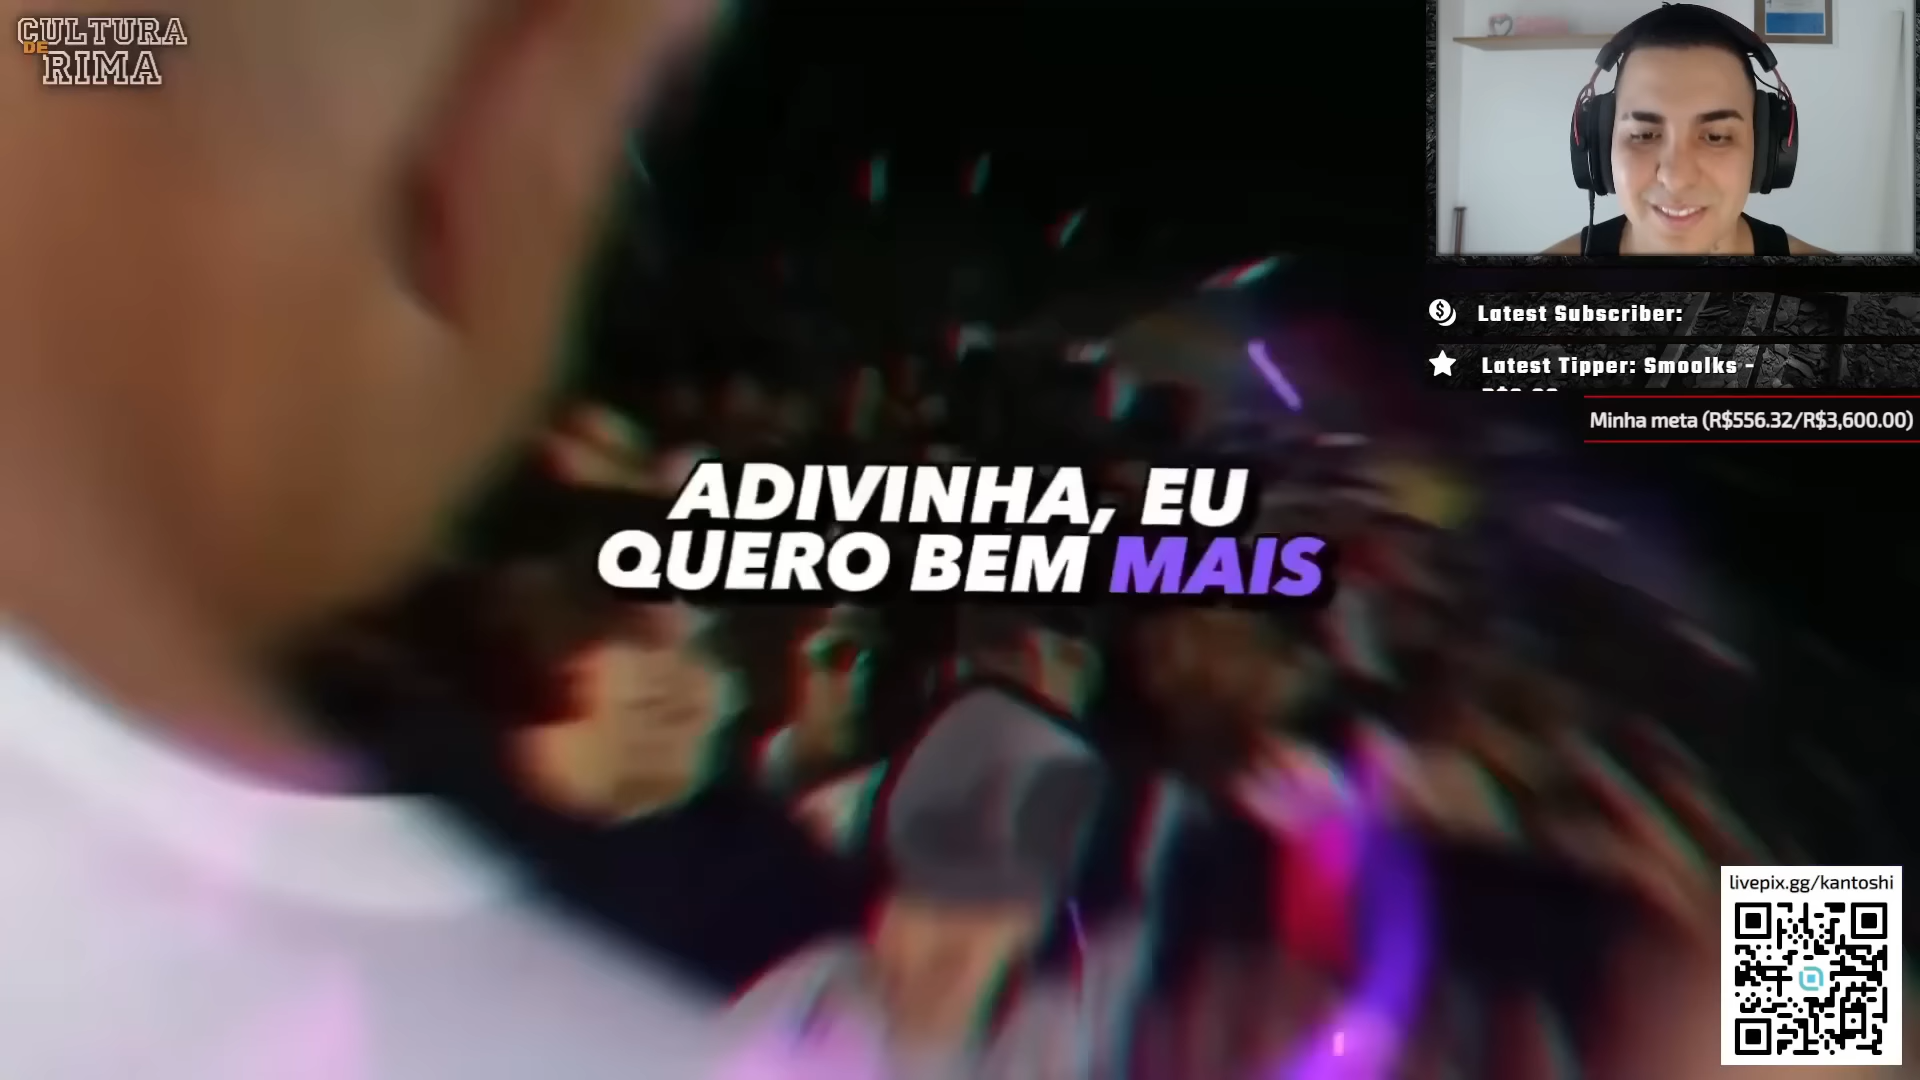 CULTURA
DE
RIMA
Latest Subscriber:
Latest Tipper: Smoolks -
Minha meta (R$556.32/R$3,600.00)
ADIVINHA, EU
QUERO BEM MAIS
livepix.gg/kantoshi